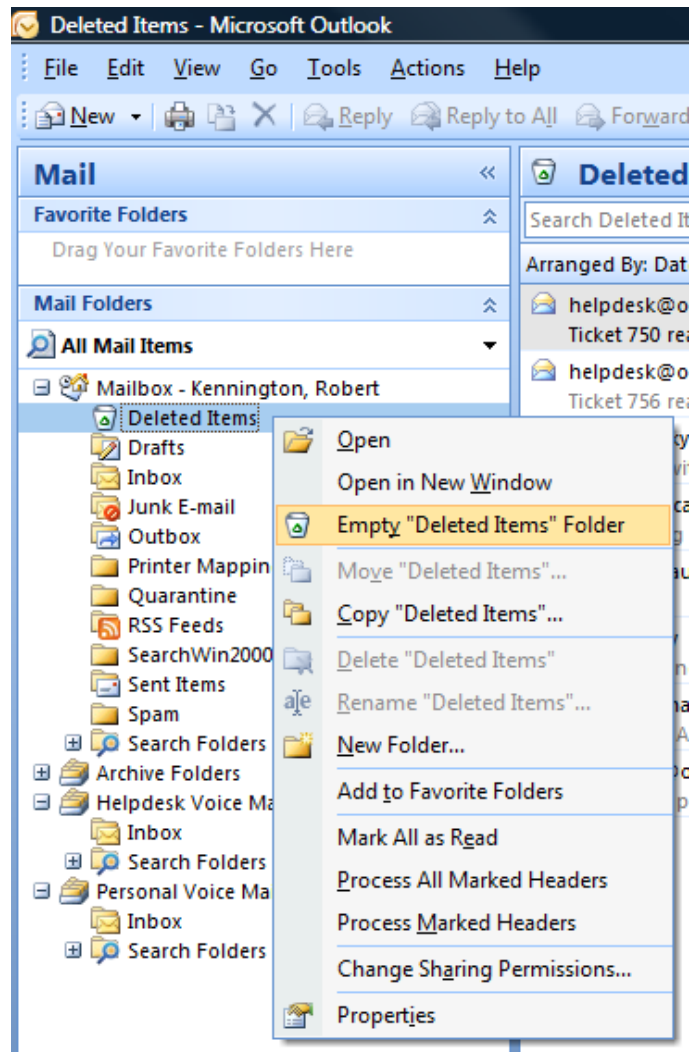 Deleted Items - Microsoft Outlook
File Edit View Go Tools Actions Help
New Reply Reply to All Forward
Mail
Favorite Folders
Drag Your Favorite Folders Here
Mail Folders
All Mail Items
Mailbox - Kennington, Robert
Deleted Items
Drafts
Inbox
Junk E-mail
Outbox
Printer Mappin
Quarantine
RSS Feeds
SearchWin2000
Sent Items
Spam
Search Folders
Archive Folders
Helpdesk Voice Ma
Inbox
Search Folders
Personal Voice Ma
Inbox
Search Folders
Deleted
Search Deleted It
Arranged By: Dat
helpdesk@o
Ticket 750 rea
helpdesk@o
Ticket 756 rea
Open
Open in New Window
Empty "Deleted Items" Folder
Move "Deleted Items"...
Copy "Deleted Items"...
Delete "Deleted Items"
Rename "Deleted Items"...
New Folder...
Add to Favorite Folders
Mark All as Read
Process All Marked Headers
Process Marked Headers
Change Sharing Permissions...
Properties